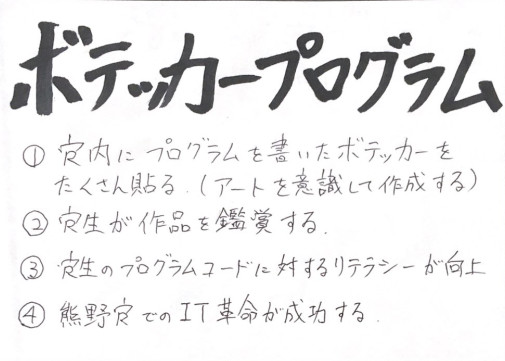 ボテッカープログラム
① 寮内にプログラムを書いたボテッカーを
たくさん貼る。(アートを意識して作成する)
② 寮生が作品を鑑賞する。
③ 寮生のプログラムコードに対するリテラシーが向上
④ 熊野寮でのIT革命が成功する。